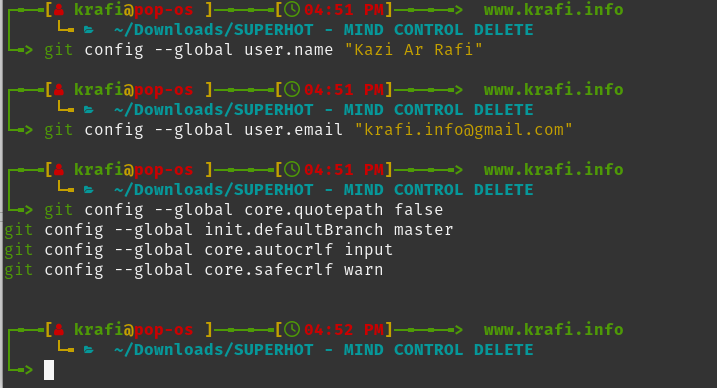 [krafi@pop-os ]─────[04:51 PM]─────> www.krafi.info
~/Downloads/SUPERHOT - MIND CONTROL DELETE
git config --global user.name "Kazi Ar Rafi"
[krafi@pop-os ]─────[04:51 PM]─────> www.krafi.info
~/Downloads/SUPERHOT - MIND CONTROL DELETE
git config --global user.email "krafi.info@gmail.com"
[krafi@pop-os ]─────[04:51 PM]─────> www.krafi.info
~/Downloads/SUPERHOT - MIND CONTROL DELETE
git config --global core.quotepath false
git config --global init.defaultBranch master
git config --global core.autocrlf input
git config --global core.safecrlf warn
[krafi@pop-os ]─────[04:52 PM]─────> www.krafi.info
~/Downloads/SUPERHOT - MIND CONTROL DELETE